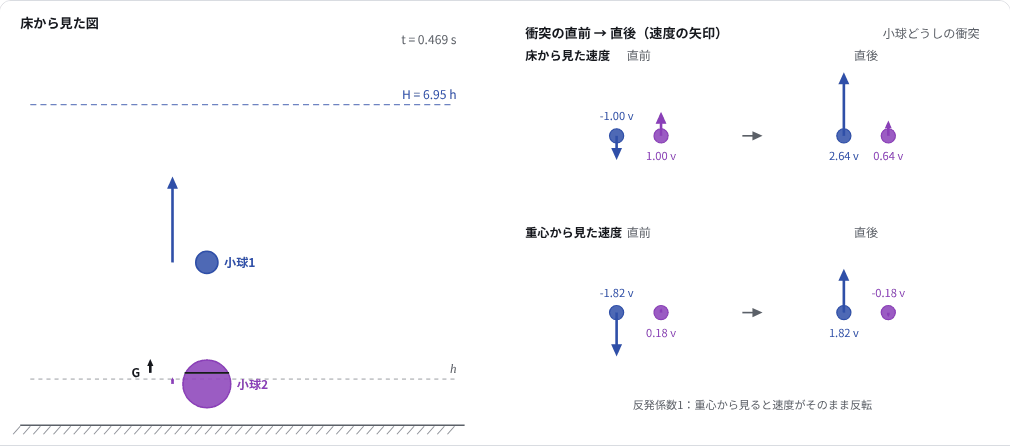 床から見た図
t = 0.469 s
H = 6.95 h
小球1
G
h
小球2
衝突の直前 → 直後（速度の矢印）
小球どうしの衝突
床から見た速度 直前
直後
-1.00 v
1.00 v
2.64 v
0.64 v
重心から見た速度 直前
直後
-1.82 v
0.18 v
-0.18 v
1.82 v
反発係数1：重心から見ると速度がそのまま反転